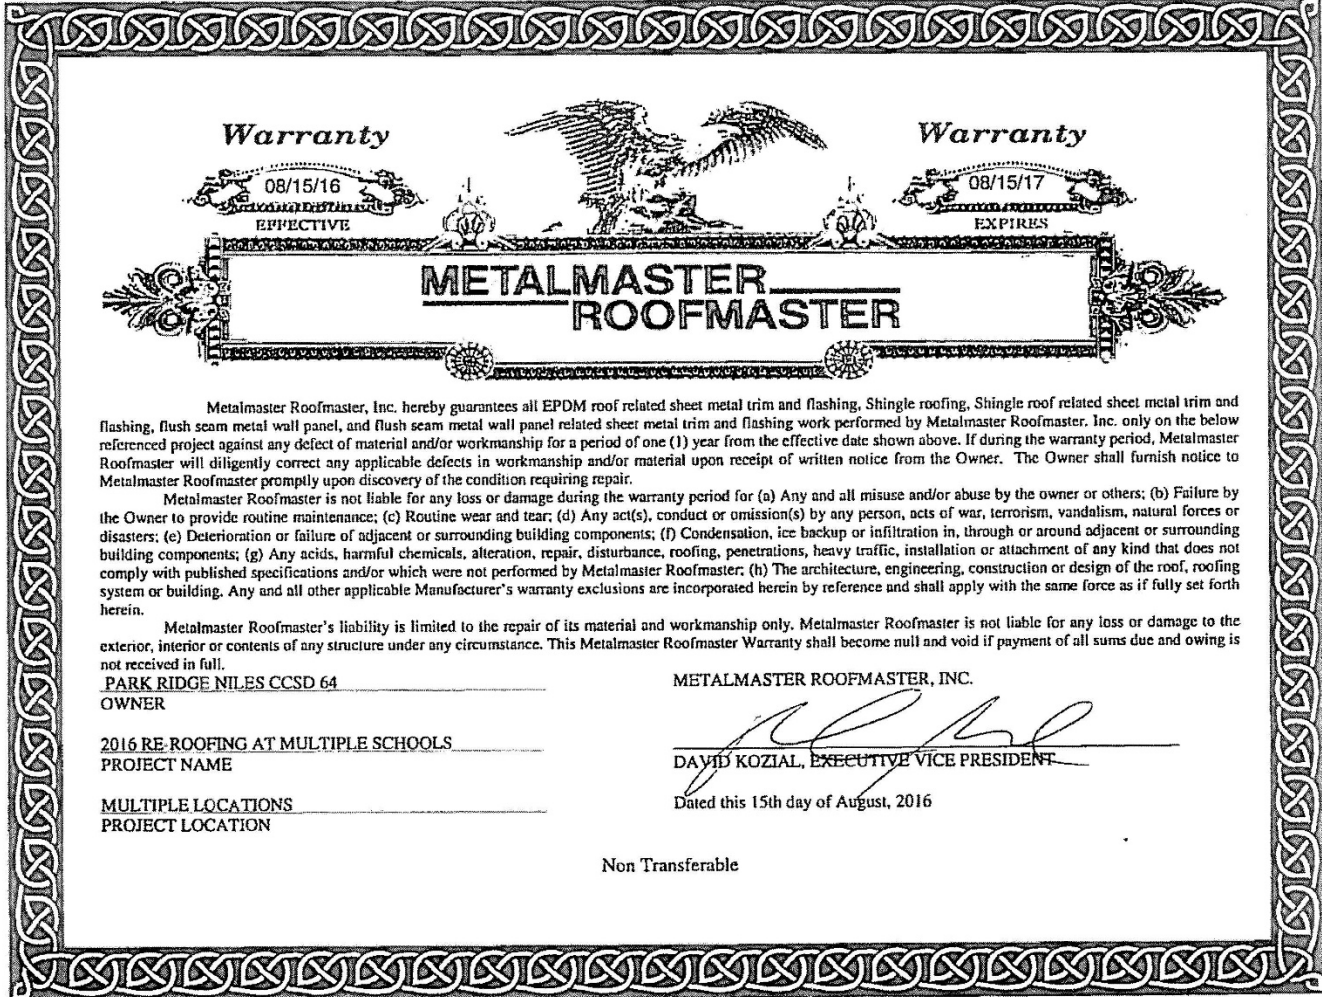 Warranty
Warranty
08/15/16
08/15/17
EFFECTIVE
EXPIRES
METALMASTER
ROOFMASTER
Metalmaster Roofmaster, Inc. hereby guarantees all EPDM roof related sheet metal trim and flashing, Shingle roofing, Shingle roof related sheet metal trim and
flashing, flush seam metal wall panel, and flush seam metal wall panel related sheet metal trim and flashing work performed by Metalmaster Roofmaster, Inc. only on the below
referenced project against any defect of material and/or workmanship for a period of one (1) year from the effective date shown above. If during the warranty period, Metalmaster
Roofmaster will diligently correct any applicable defects in workmanship and/or material upon receipt of written notice from the Owner. The Owner shall furnish notice to
Metalmaster Roofmaster promptly upon discovery of the condition requiring repair.
Metalmaster Roofmaster is not liable for any loss or damage during the warranty period for (a) Any and all misuse and/or abuse by the owner or others; (b) Failure by
the Owner to provide routine maintenance; (c) Routine wear and tear; (d) Any act(s), conduct or omission(s) by any person, acts of war, terrorism, vandalism, natural forces or
disasters; (e) Deterioration or failure of adjacent or surrounding building components; (f) Condensation, ice backup or infiltration in, through or around adjacent or surrounding
building components; (g) Any acids, harmful chemicals, alteration, repair, disturbance, roofing, penetrations, heavy traffic, installation or attachment of any kind that does not
comply with published specifications and/or which were not performed by Metalmaster Roofmaster; (h) The architecture, engineering, construction or design of the roof, roofing
system or building. Any and all other applicable Manufacturer's warranty exclusions are incorporated herein by reference and shall apply with the same force as if fully set forth
herein.
Metalmaster Roofmaster's liability is limited to the repair of its material and workmanship only. Metalmaster Roofmaster is not liable for any loss or damage to the
exterior, interior or contents of any structure under any circumstance. This Metalmaster Roofmaster Warranty shall become null and void if payment of all sums due and owing is
not received in full.
PARK RIDGE NILES CCSD 64
METALMASTER ROOFMASTER, INC.
OWNER
2016 RE-ROOFING AT MULTIPLE SCHOOLS
PROJECT NAME
DAVID KOZIAL, EXECUTIVE VICE PRESIDENT
MULTIPLE LOCATIONS
Dated this 15th day of August, 2016
PROJECT LOCATION
Non Transferable